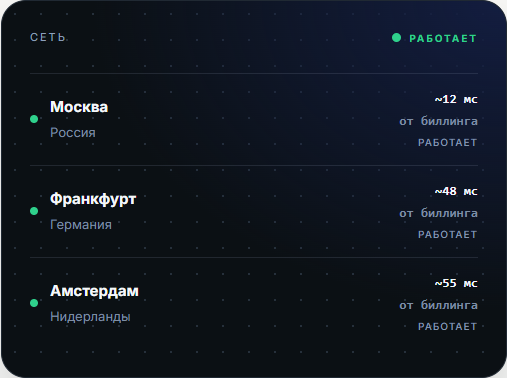 СЕТЬ
РАБОТАЕТ
Москва
Россия
~12 мс
от биллинга
РАБОТАЕТ
Франкфурт
Германия
~48 мс
от биллинга
РАБОТАЕТ
Амстердам
Нидерланды
~55 мс
от биллинга
РАБОТАЕТ